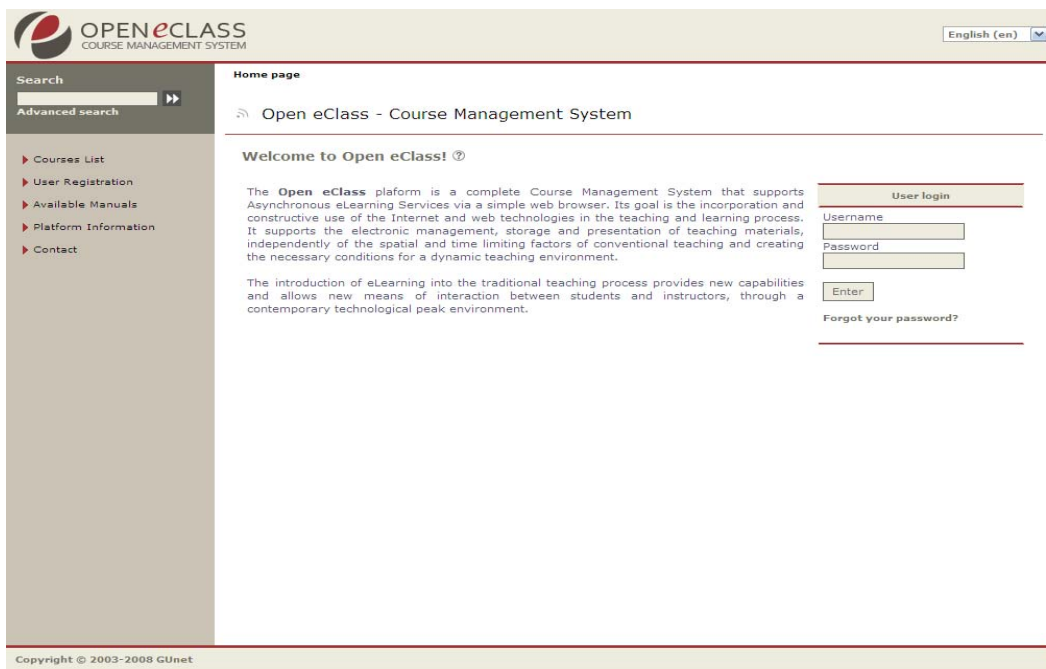 OPEN eCLASS
COURSE MANAGEMENT SYSTEM
English (en)
Search
Advanced search
Courses List
User Registration
Available Manuals
Platform Information
Contact
Home page
Open eClass - Course Management System
Welcome to Open eClass! ?
The Open eClass plaform is a complete Course Management System that supports
Asynchronous eLearning Services via a simple web browser. Its goal is the incorporation and
constructive use of the Internet and web technologies in the teaching and learning process.
It supports the electronic management, storage and presentation of teaching materials,
independently of the spatial and time limiting factors of conventional teaching and creating
the necessary conditions for a dynamic teaching environment.
The introduction of eLearning into the traditional teaching process provides new capabilities
and allows new means of interaction between students and instructors, through a
contemporary technological peak environment.
User login
Username
Password
Enter
Forgot your password?
Copyright © 2003-2008 GUnet